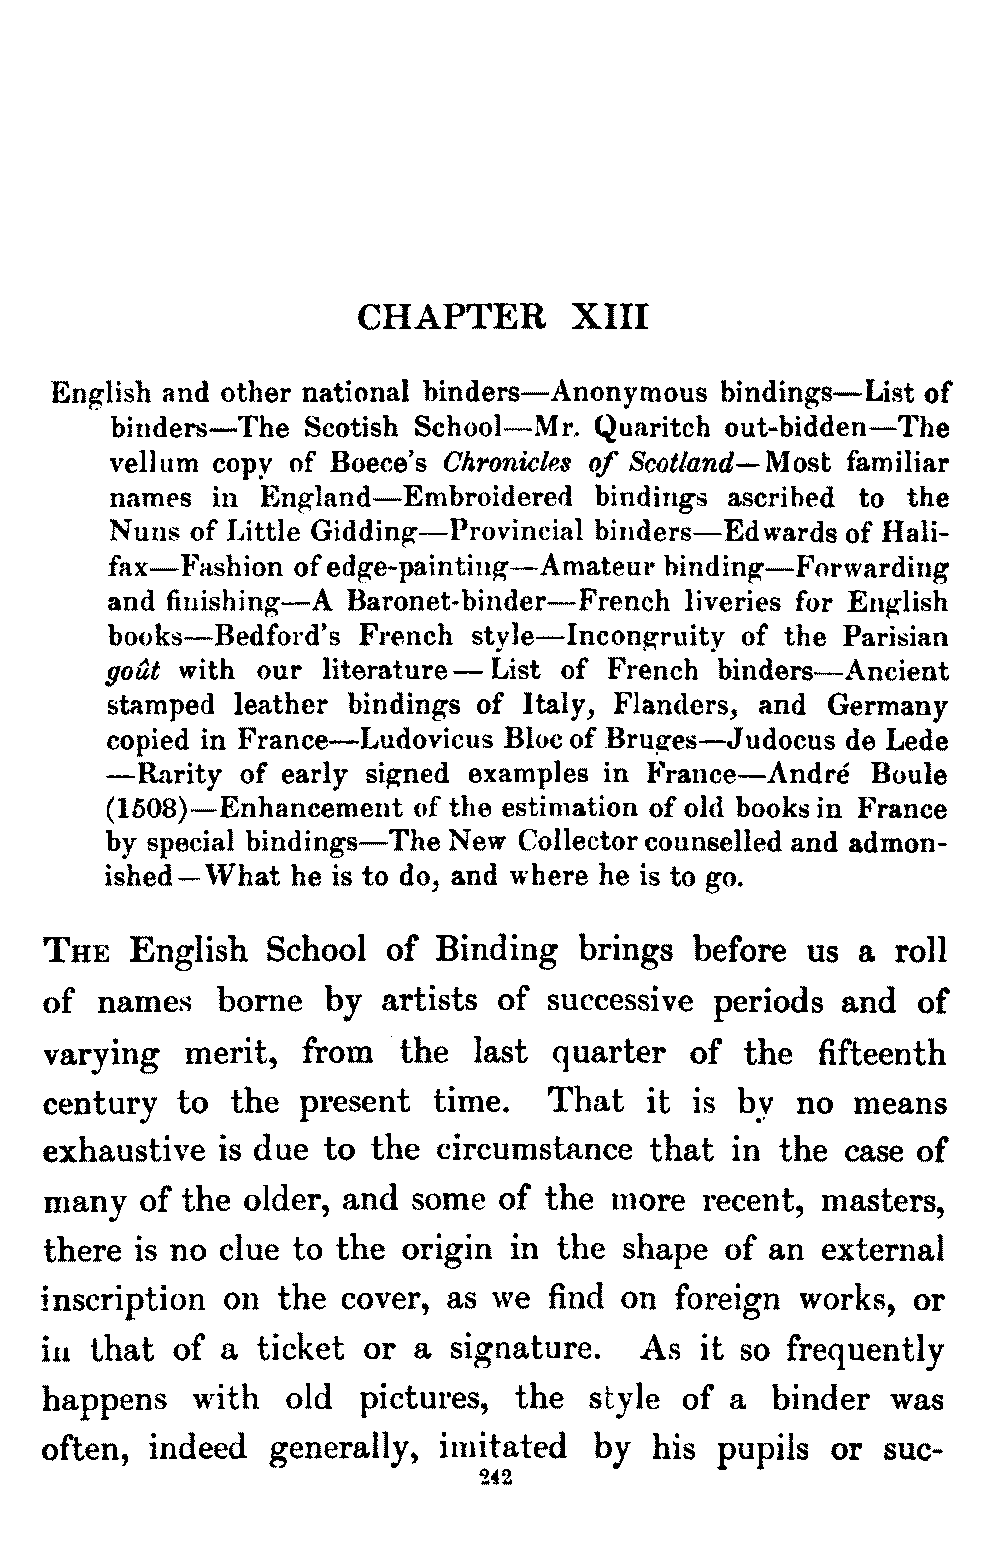 CHAPTER XIII
English and other national binders—Anonymous bindings—List of
binders—The Scotish School—Mr. Quaritch out-bidden—The
vellum copy of Boece's Chronicles of Scotland—Most familiar
names in England—Embroidered bindings ascribed to the
Nuns of Little Gidding—Provincial binders—Edwards of Hali-
fax—Fashion of edge-painting—Amateur binding—Forwarding
and finishing—A Baronet-binder—French liveries for English
books—Bedford's French style—Incongruity of the Parisian
goût with our literature—List of French binders—Ancient
stamped leather bindings of Italy, Flanders, and Germany
copied in France—Ludovicus Bloc of Bruges—Judocus de Lede
—Rarity of early signed examples in France—André Boule
(1508)—Enhancement of the estimation of old books in France
by special bindings—The New Collector counselled and admon-
ished—What he is to do, and where he is to go.
THE English School of Binding brings before us a roll
of names borne by artists of successive periods and of
varying merit, from the last quarter of the fifteenth
century to the present time. That it is by no means
exhaustive is due to the circumstance that in the case of
many of the older, and some of the more recent, masters,
there is no clue to the origin in the shape of an external
inscription on the cover, as we find on foreign works, or
in that of a ticket or a signature. As it so frequently
happens with old pictures, the style of a binder was
often, indeed generally, imitated by his pupils or suc-
242